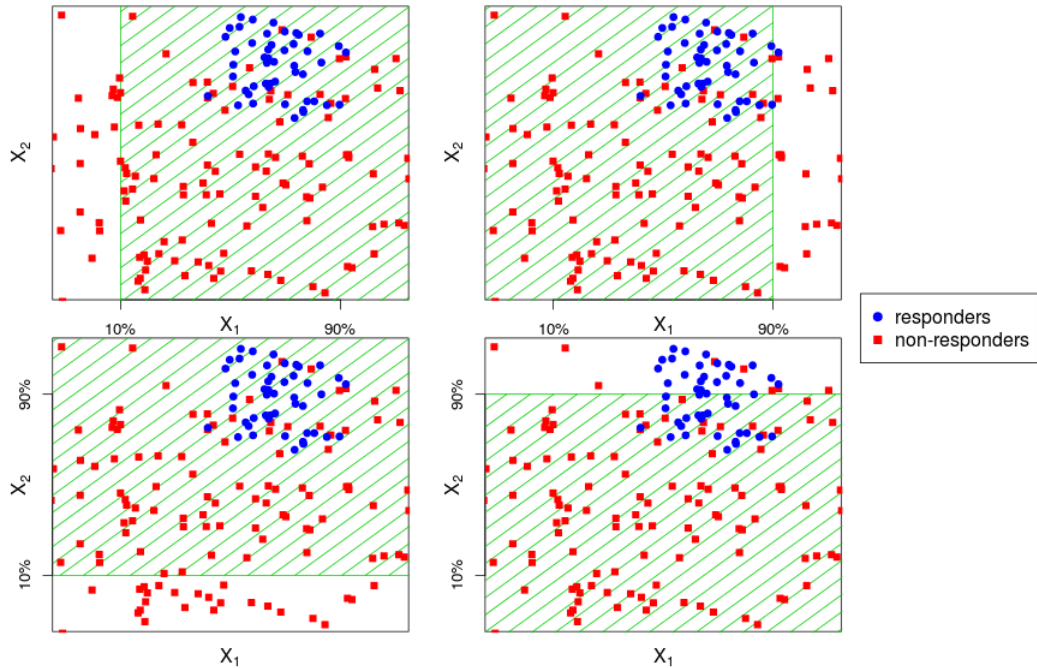 X2
X2
10%
X1
90%
10%
X1
90%
responders
non-responders
90%
X2
10%
90%
X2
10%
X1
X1